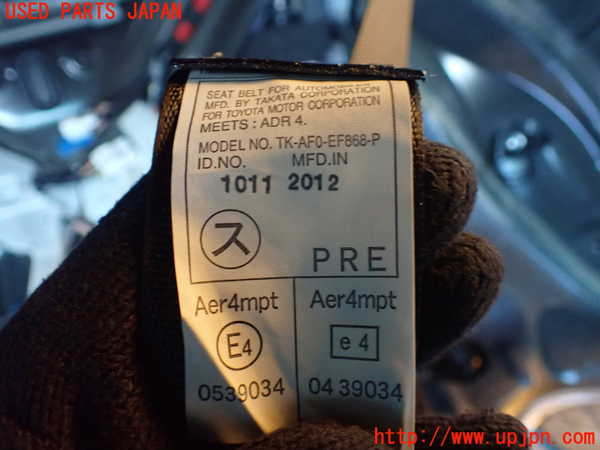 USED PARTS JAPAN
SEAT BELT FOR AUTOMOBILE
MFD. BY TAKATA CORPORATION
FOR TOYOTA MOTOR CORPORATION
MEETS : ADR 4.
MODEL NO. TK-AF0-EF868-P
ID.NO. MFD.IN
1011 2012
ス
PRE
Aer4mpt Aer4mpt
E4 e 4
0539034 0439034
http://www.upjpn.com/